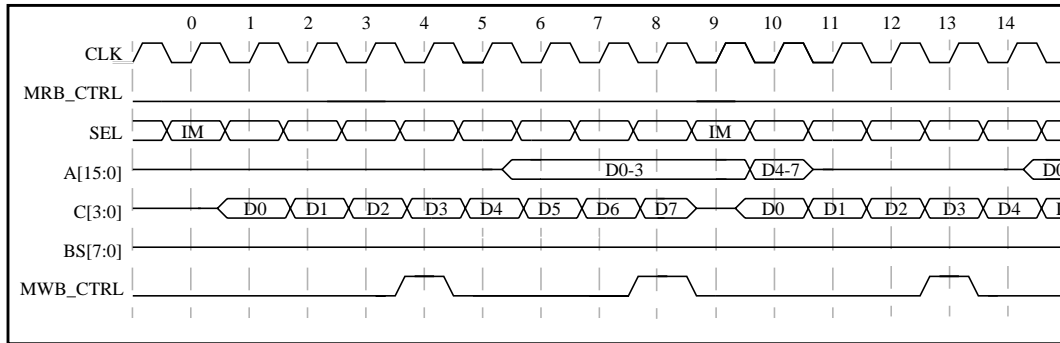 0 1 2 3 4 5 6 7 8 9 10 11 12 13 14
CLK
MRB_CTRL
SEL IM IM
A[15:0] D0-3 D4-7 D0
C[3:0] D0 D1 D2 D3 D4 D5 D6 D7 D0 D1 D2 D3 D4
BS[7:0]
MWB_CTRL